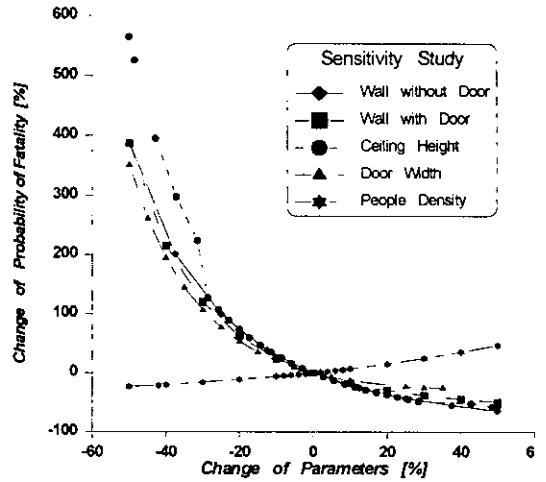 600
500
400
300
200
100
0
-100
Change of Probability of Fatality [%]
Sensitivity Study
Wall without Door
Wall with Door
Ceiling Height
Door Width
People Density
-60 -40 -20 0 20 40 6
Change of Parameters [%]